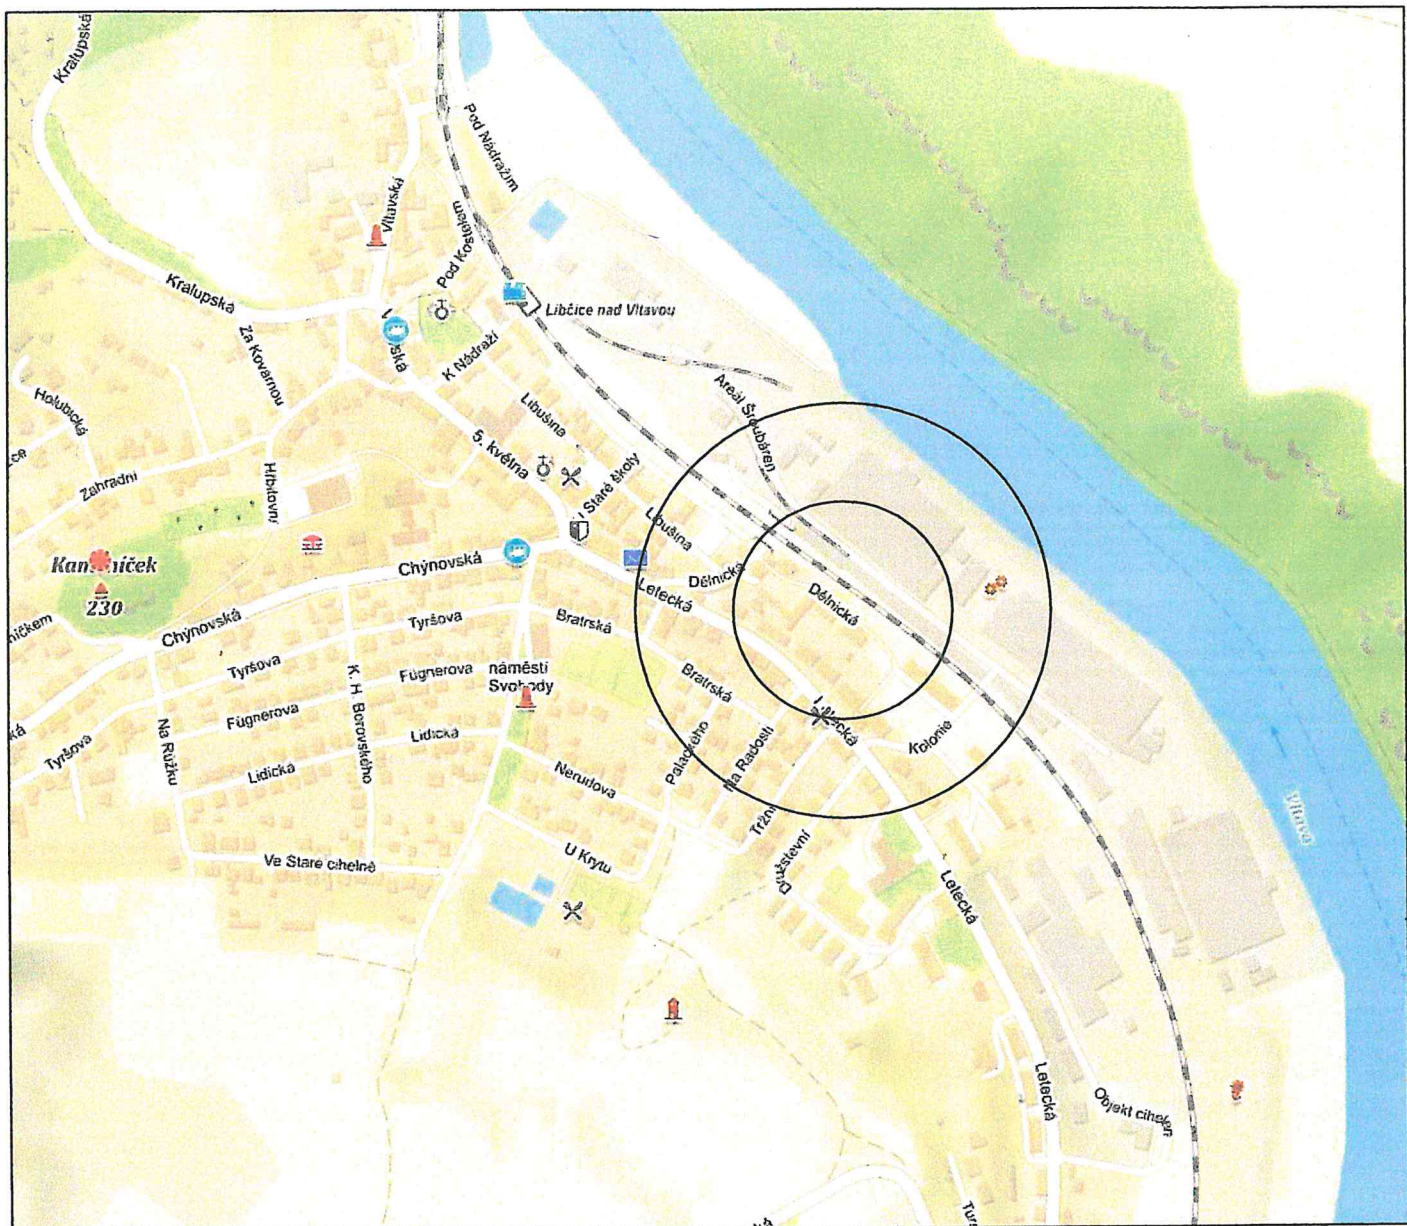 Kralupská
Pod Nádražím
Vltavská
Pod Kostelem
Kralupská
Libčice nad Vltavou
Za Kovárnou
K Nádraží
Holubická
Libušina
Areál Šroubáren
5. května
Zahradní
Hřbitovní
Staré školy
Libušina
Chýnovská
Dělnická
Dělnická
Letecká
230
Chýnovská
Tyršova
Bratrská
Tyršova
Fügnerova
náměstí
Svobody
Bratrská
K. H. Borovského
Fügnerova
Na Růžku
Lidická
Palackého
Na Radosti
Kolonie
Tyršova
Lidická
Nerudova
Tržní
Vltava
Ve Staré cihelně
U Krytu
Družstevní
Letecká
Letecká
Objekt cihelen